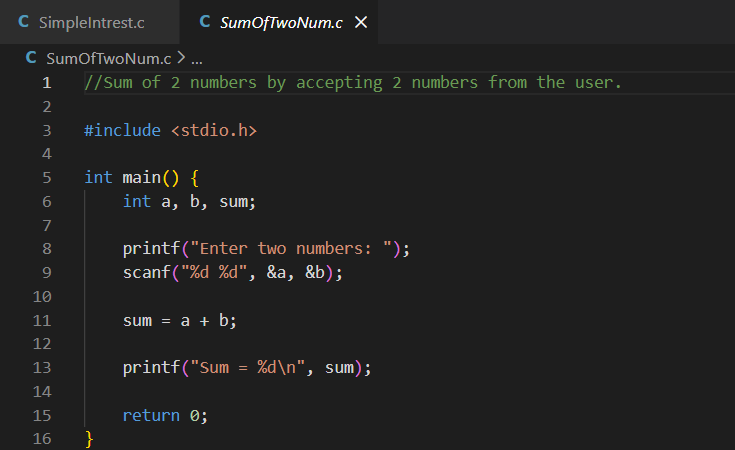 C SimpleIntrest.c C SumOfTwoNum.c ×
C SumOfTwoNum.c > ...
1 //Sum of 2 numbers by accepting 2 numbers from the user.
2
3 #include <stdio.h>
4
5 int main() {
6     int a, b, sum;
7
8     printf("Enter two numbers: ");
9     scanf("%d %d", &a, &b);
10
11     sum = a + b;
12
13     printf("Sum = %d\n", sum);
14
15     return 0;
16 }